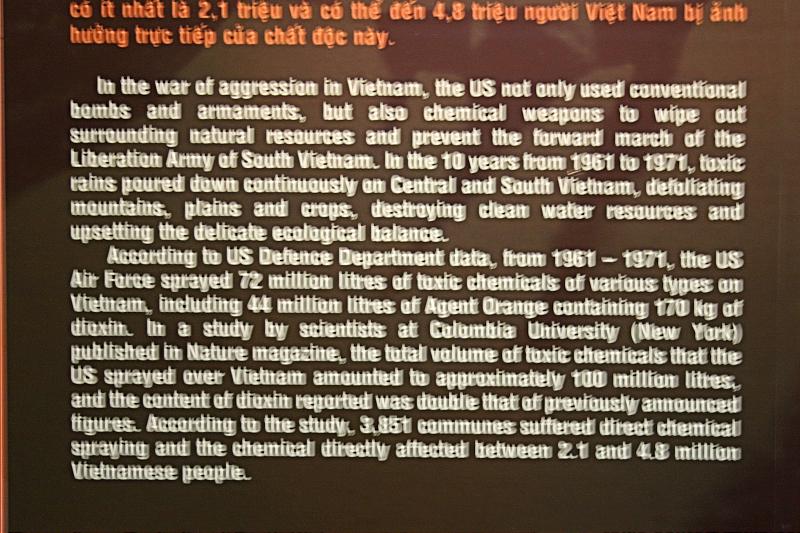 có ít nhất là 2,1 triệu và có thể đến 4,8 triệu người Việt Nam bị ảnh
hưởng trực tiếp của chất độc này.
In the war of aggression in Vietnam, the US not only used conventional
bombs and armaments, but also chemical weapons to wipe out
surrounding natural resources and prevent the forward march of the
Liberation Army of South Vietnam. In the 10 years from 1961 to 1971, toxic
rains poured down continuously on Central and South Vietnam, defoliating
mountains, plains and crops, destroying clean water resources and
upsetting the delicate ecological balance.
According to US Defence Department data, from 1961 – 1971, the US
Air Force sprayed 72 million litres of toxic chemicals of various types on
Vietnam, including 44 million litres of Agent Orange containing 170 kg of
dioxin. In a study by scientists at Colombia University (New York)
published in Nature magazine, the total volume of toxic chemicals that the
US sprayed over Vietnam amounted to approximately 100 million litres,
and the content of dioxin reported was double that of previously announced
figures. According to the study, 3,851 communes suffered direct chemical
spraying and the chemical directly affected between 2.1 and 4.8 million
Vietnamese people.